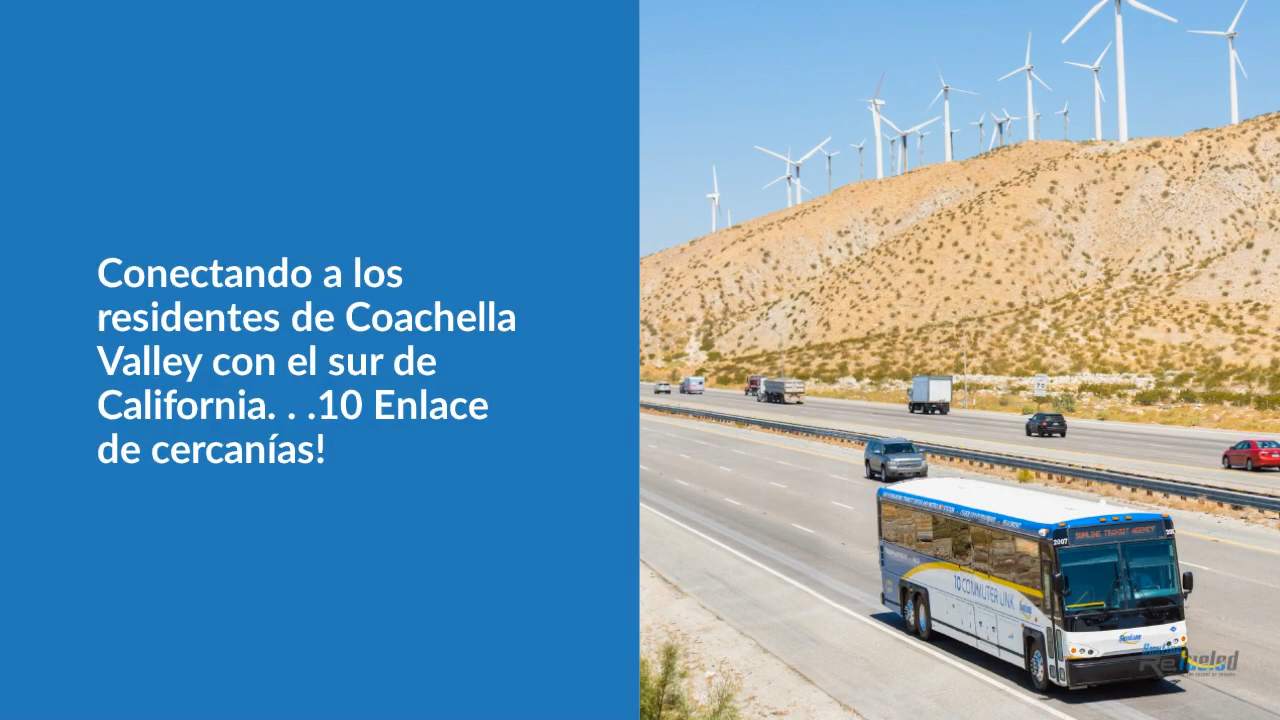 Conectando a los
residentes de Coachella
Valley con el sur de
California. . .10 Enlace
de cercanías!
SUNLINE TRANSIT AGENCY
2007
10 COMMUTER LINK
SunLine
Refueled